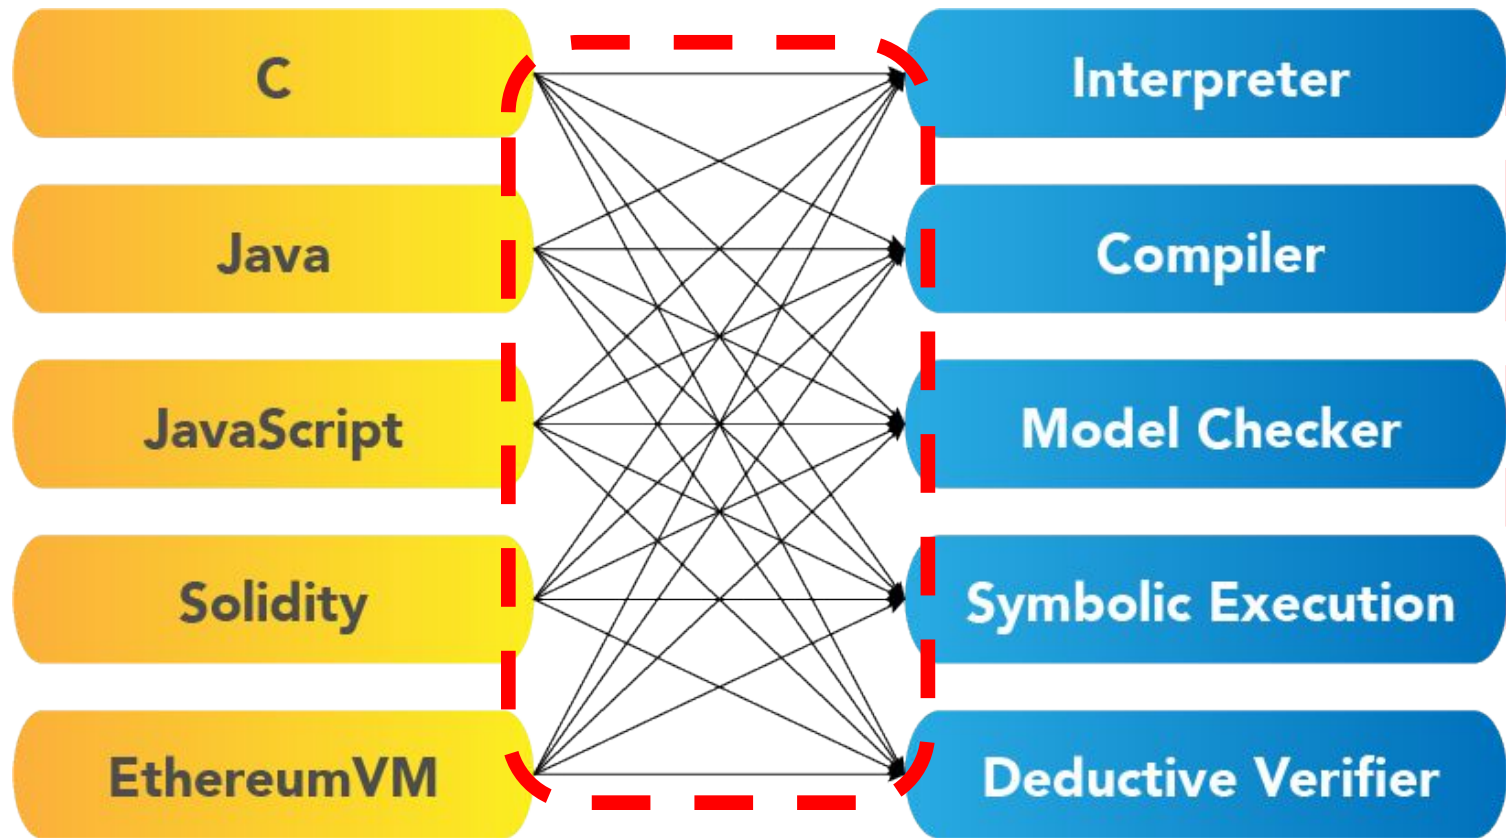 C
Interpreter
Java
Compiler
JavaScript
Model Checker
Solidity
Symbolic Execution
EthereumVM
Deductive Verifier